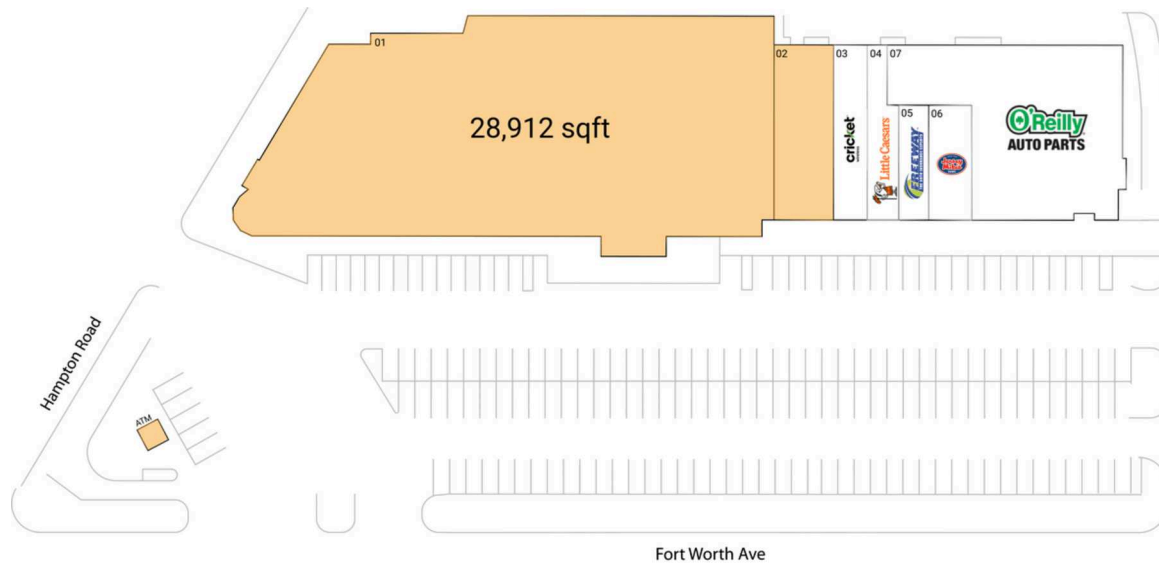 01
28,912 sqft
02
03
cricket
04
Little Caesars
07
05
FREEWAY
06
O'Reilly
AUTO PARTS
Hampton Road
ATM
Fort Worth Ave